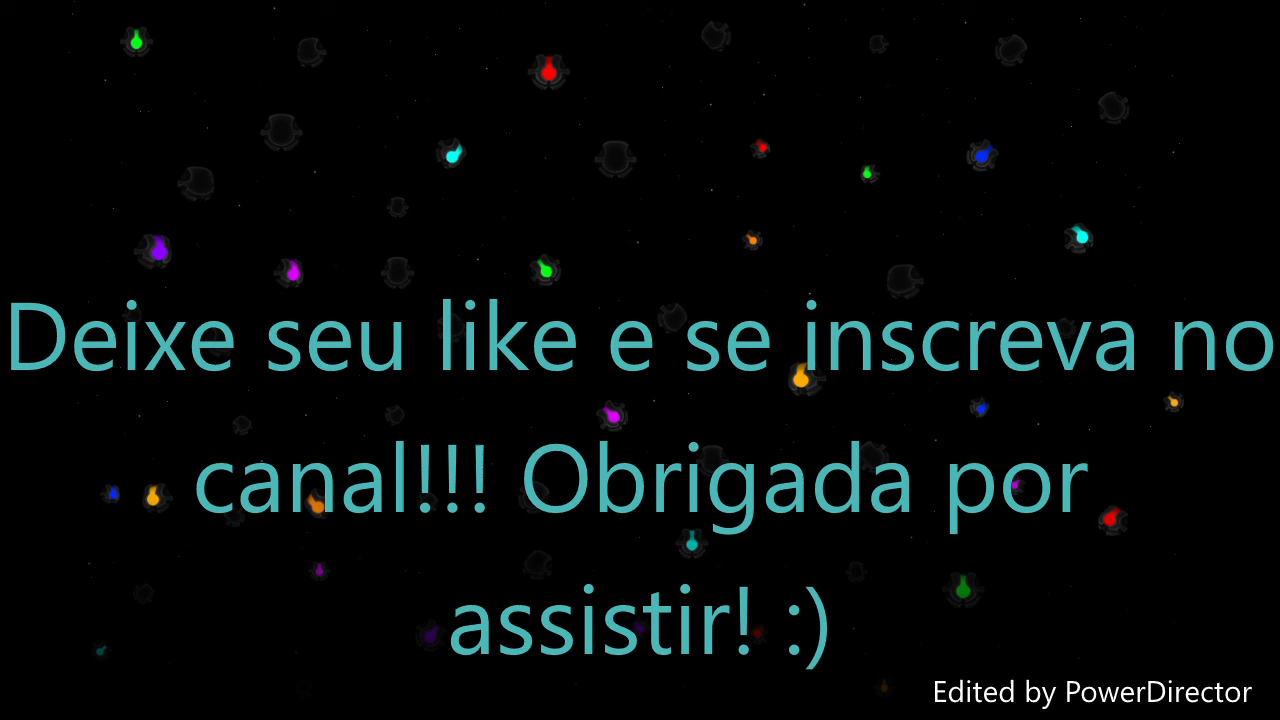 Deixe seu like e se inscreva no
canal!!! Obrigada por
assistir! :)
Edited by PowerDirector